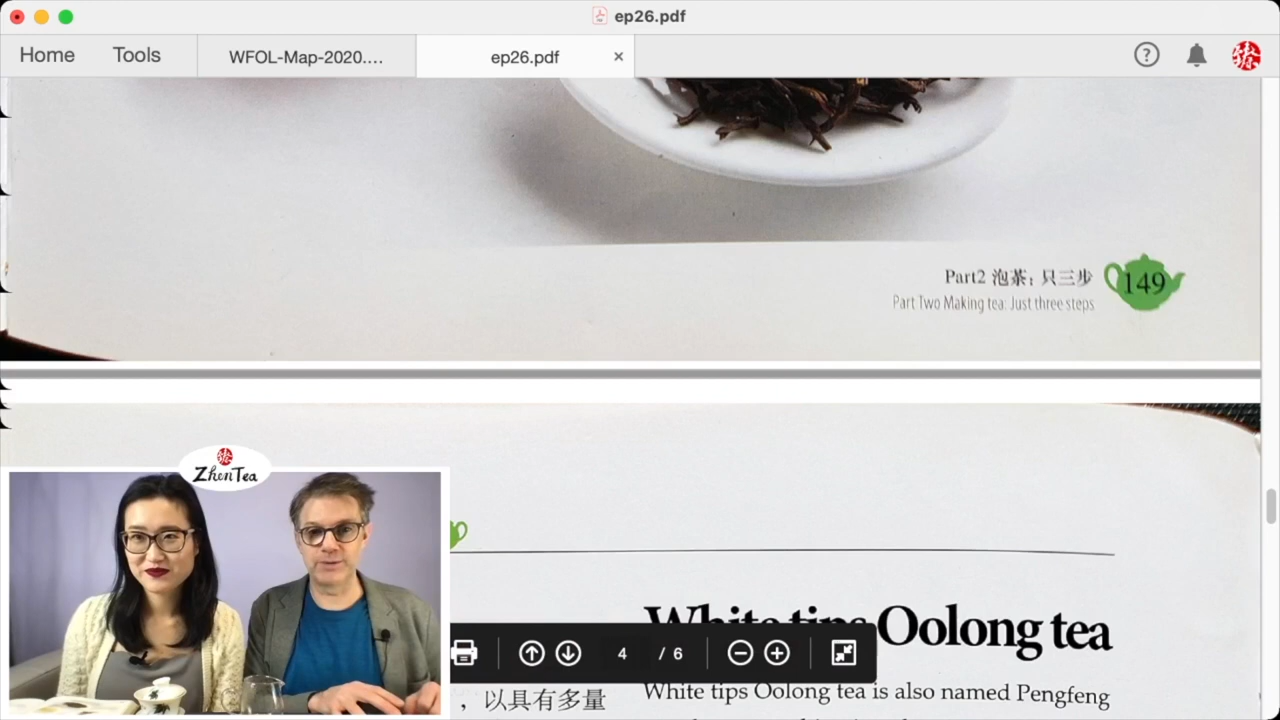 ep26.pdf
Home
Tools
WFOL-Map-2020....
ep26.pdf
×
?
Part2 泡茶：只三步
Part Two Making tea: Just three steps
149
ZhenTea
White tips Oolong tea
4 / 6
，以具有多量
White tips Oolong tea is also named Pengfeng